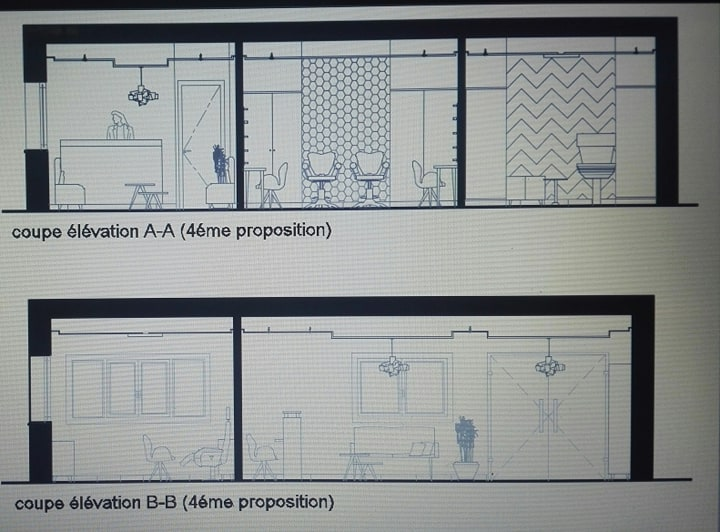 coupe élévation A-A (4éme proposition)
coupe élévation B-B (4éme proposition)